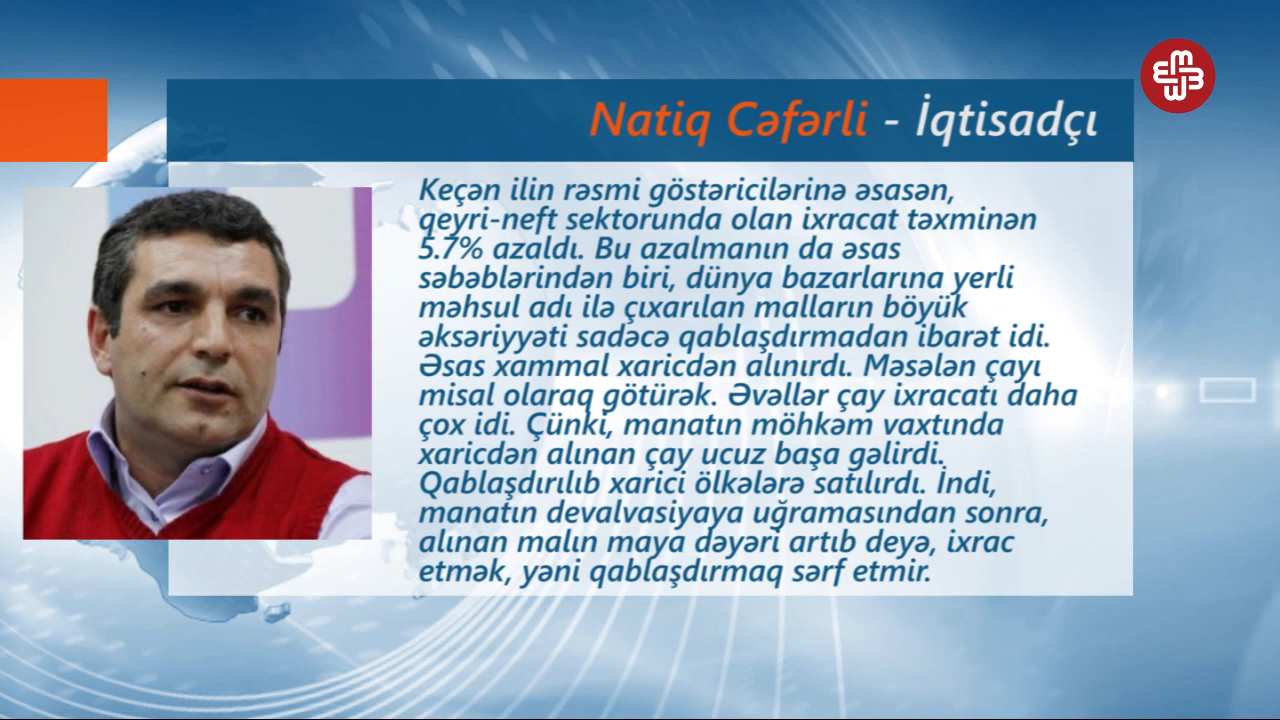 Natiq Cəfərli - İqtisadçı
Keçən ilin rəsmi göstəricilərinə əsasən,
qeyri-neft sektorunda olan ixracat təxminən
5.7% azaldı. Bu azalmanın da əsas
səbəblərindən biri, dünya bazarlarına yerli
məhsul adı ilə çıxarılan malların böyük
əksəriyyəti sadəcə qablaşdırmadan ibarət idi.
Əsas xammal xaricdən alınırdı. Məsələn çayı
misal olaraq götürək. Əvəllər çay ixracatı daha
çox idi. Çünki, manatın möhkəm vaxtında
xaricdən alınan çay ucuz başa gəlirdi.
Qablaşdırılıb xarici ölkələrə satılırdı. İndi,
manatın devalvasiyaya uğramasından sonra,
alınan malın maya dəyəri artıb deyə, ixrac
etmək, yəni qablaşdırmaq sərf etmir.